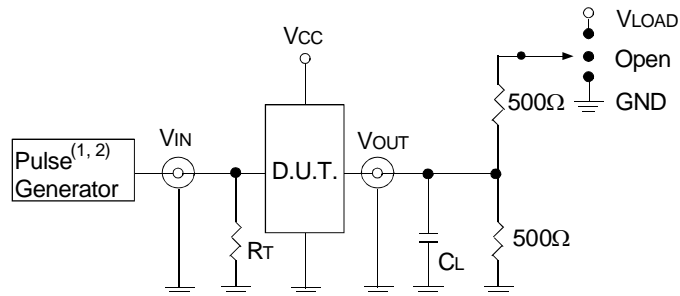 VLOAD
VCC
Open
500Ω
GND
VIN
VOUT
Pulse(1, 2)
Generator
D.U.T.
RT
CL
500Ω